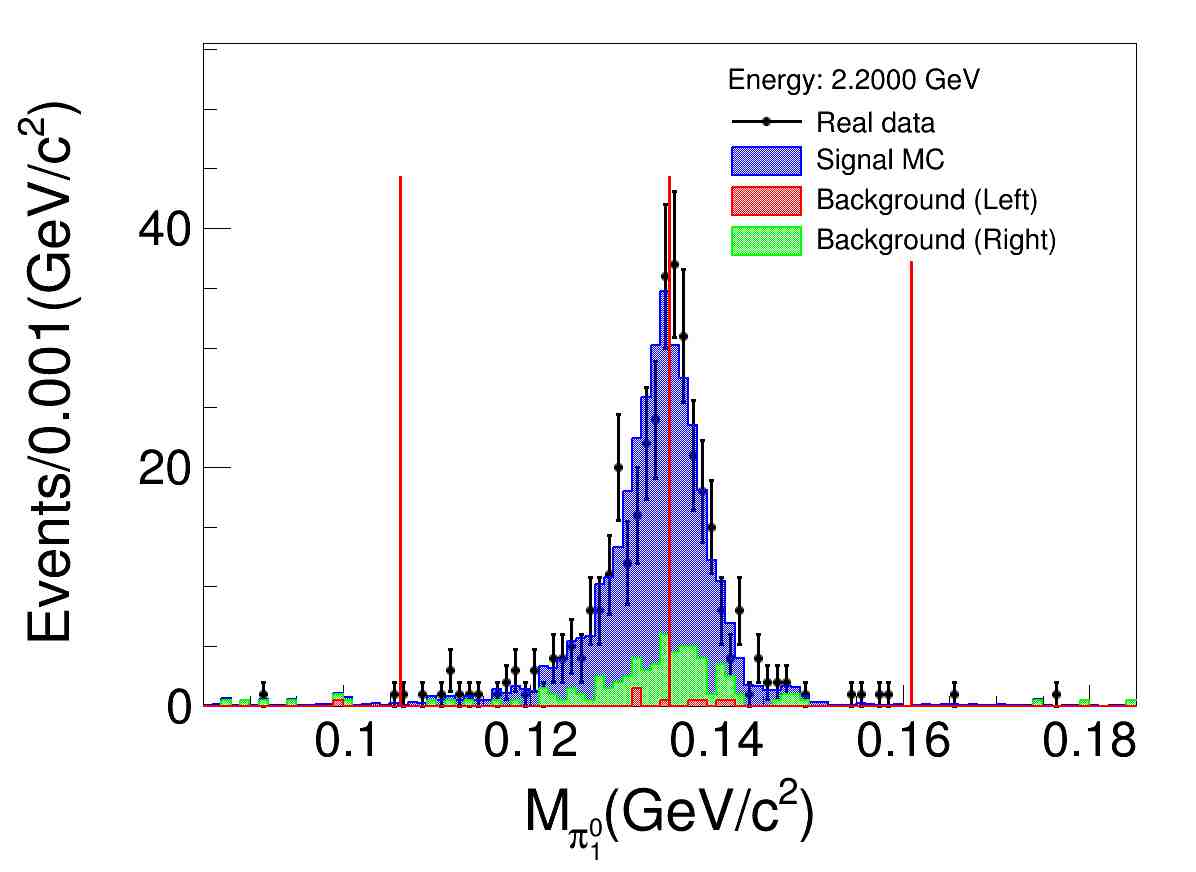 Energy: 2.2000 GeV
Real data
Signal MC
Background (Left)
Background (Right)
Events/0.001(GeV/c²)
40
20
0
0.1
0.12
0.14
0.16
0.18
M_{π⁰₁}(GeV/c²)